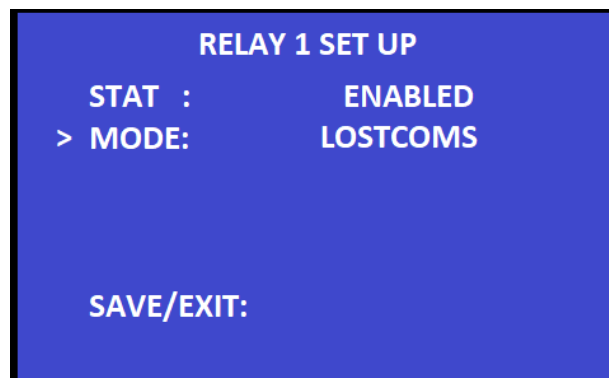 RELAY 1 SET UP
STAT : ENABLED
> MODE: LOSTCOMS
SAVE/EXIT: